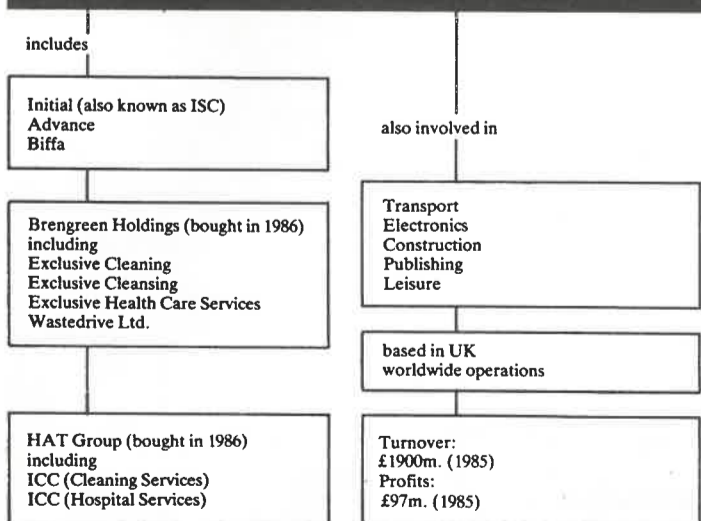 includes
Initial (also known as ISC)
Advance
Biffa
Brengreen Holdings (bought in 1986)
including
Exclusive Cleaning
Exclusive Cleansing
Exclusive Health Care Services
Wastedrive Ltd.
HAT Group (bought in 1986)
including
ICC (Cleaning Services)
ICC (Hospital Services)
also involved in
Transport
Electronics
Construction
Publishing
Leisure
based in UK
worldwide operations
Turnover:
£1900m. (1985)
Profits:
£97m. (1985)